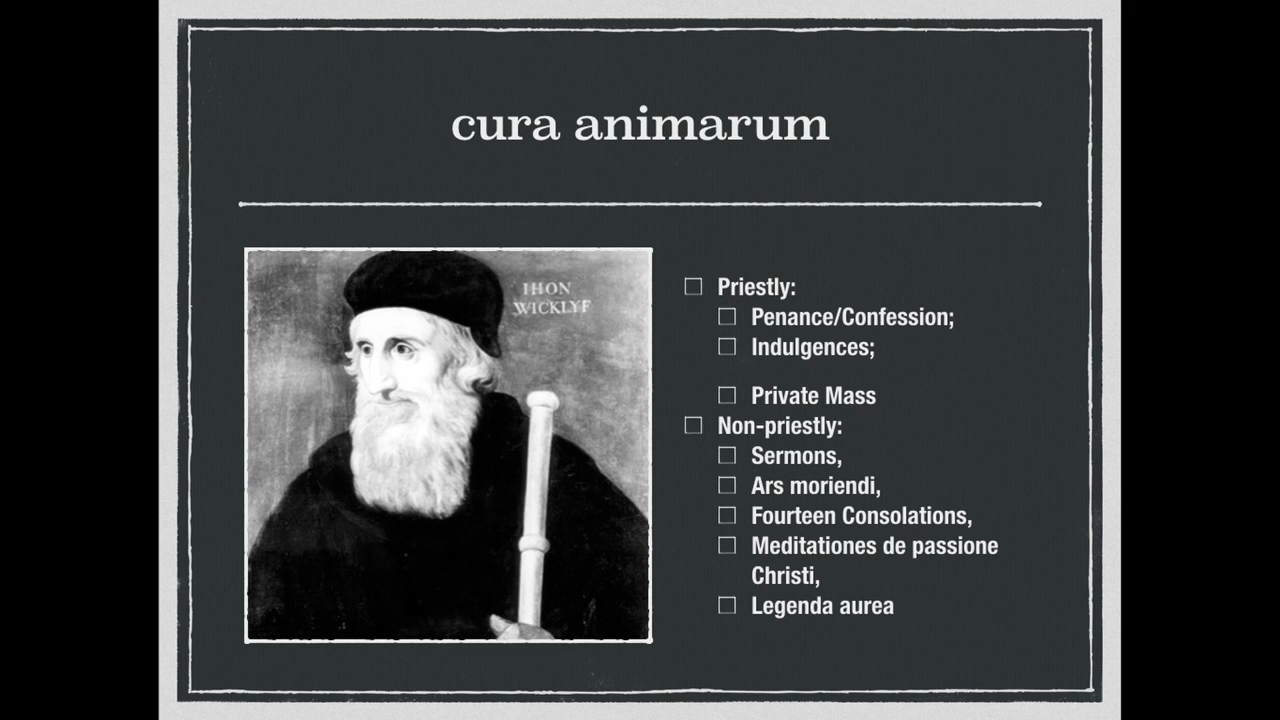 cura animarum
IHON
WICKLYF
Priestly:
Penance/Confession;
Indulgences;
Private Mass
Non-priestly:
Sermons,
Ars moriendi,
Fourteen Consolations,
Meditationes de passione
Christi,
Legenda aurea